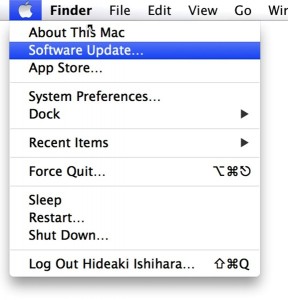 Finder File Edit View Go Wi
About This Mac
Software Update...
App Store...
System Preferences...
Dock
Recent Items
Force Quit... ⌥⌘⎋
Sleep
Restart...
Shut Down...
Log Out Hideaki Ishihara... ⇧⌘Q